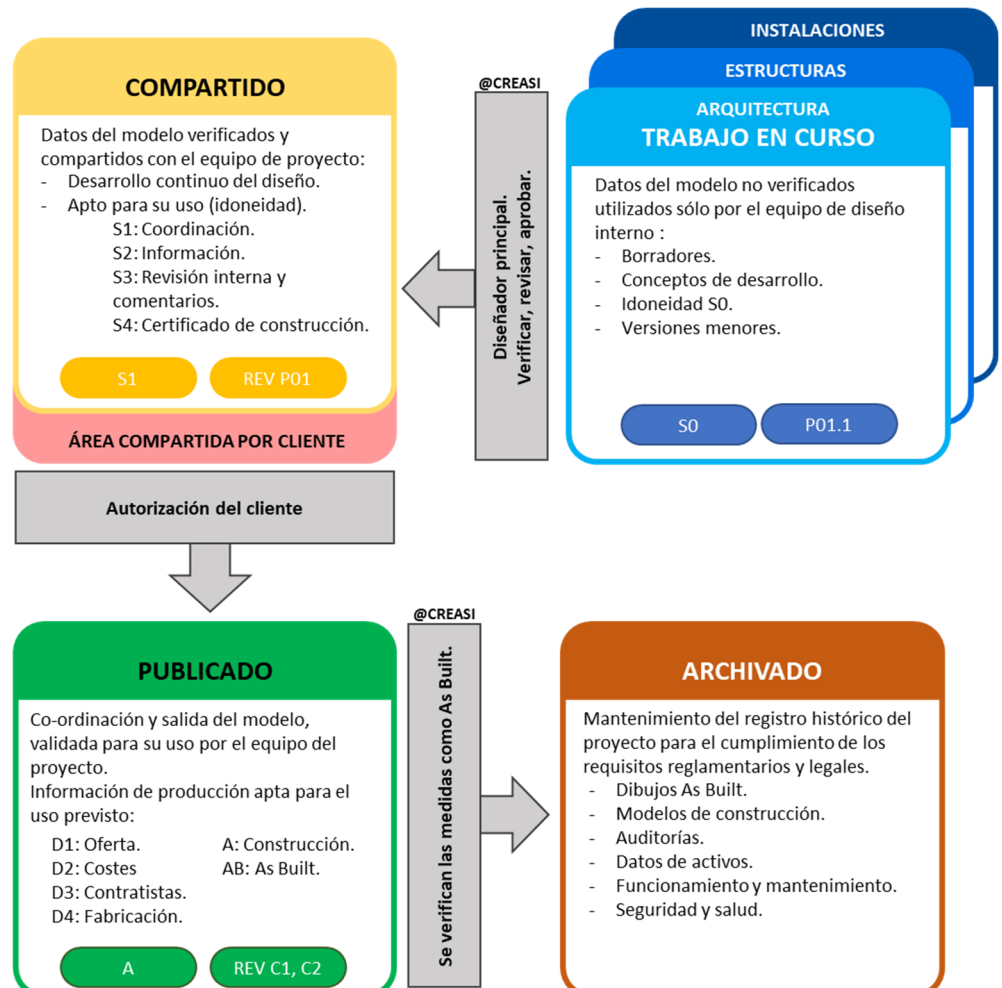 INSTALACIONES
ESTRUCTURAS
ARQUITECTURA
TRABAJO EN CURSO
Datos del modelo no verificados
utilizados sólo por el equipo de diseño
interno :
- Borradores.
- Conceptos de desarrollo.
- Idoneidad S0.
- Versiones menores.
S0
P01.1
@CREASI
Diseñador principal.
Verificar, revisar, aprobar.
COMPARTIDO
Datos del modelo verificados y
compartidos con el equipo de proyecto:
- Desarrollo continuo del diseño.
- Apto para su uso (idoneidad).
S1: Coordinación.
S2: Información.
S3: Revisión interna y
comentarios.
S4: Certificado de construcción.
S1
REV P01
ÁREA COMPARTIDA POR CLIENTE
Autorización del cliente
PUBLICADO
Co-ordinación y salida del modelo,
validada para su uso por el equipo del
proyecto.
Información de producción apta para el
uso previsto:
D1: Oferta.
D2: Costes
D3: Contratistas.
D4: Fabricación.
A: Construcción.
AB: As Built.
A
REV C1, C2
@CREASI
Se verifican las medidas como As Built.
ARCHIVADO
Mantenimiento del registro histórico del
proyecto para el cumplimiento de los
requisitos reglamentarios y legales.
- Dibujos As Built.
- Modelos de construcción.
- Auditorías.
- Datos de activos.
- Funcionamiento y mantenimiento.
- Seguridad y salud.